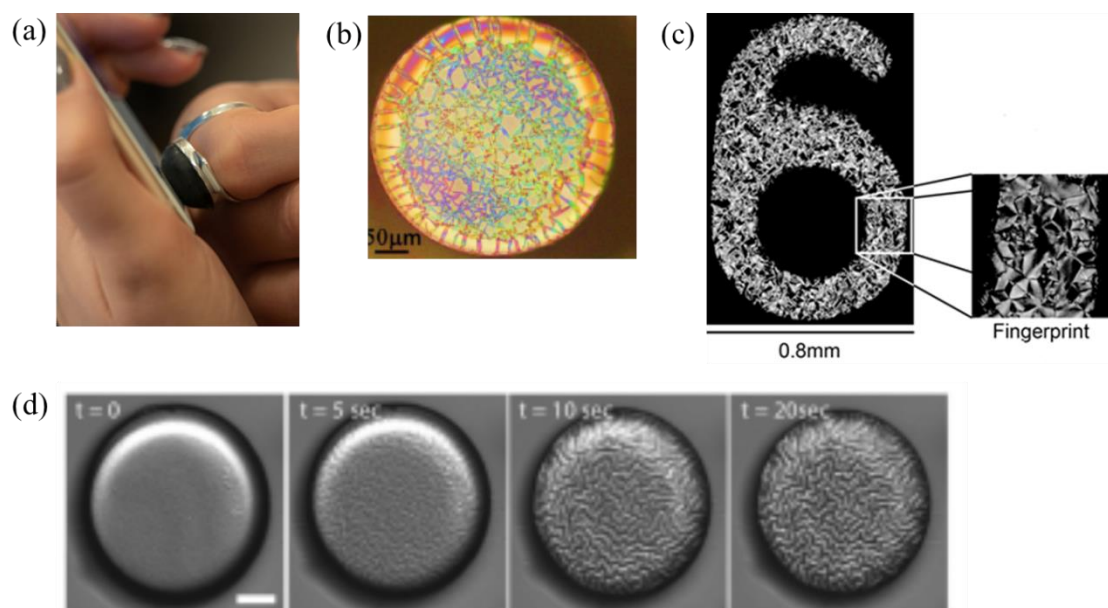 (a)
(b)
(c)
50μm
0.8mm
Fingerprint
(d)
t = 0
t = 5 sec
t = 10 sec
t = 20sec